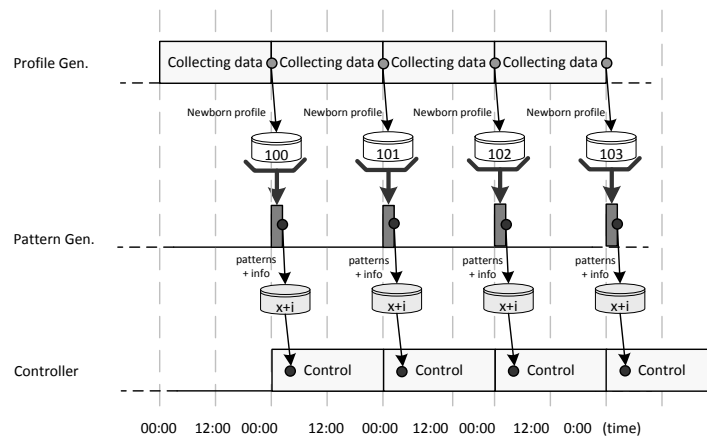 Profile Gen.
Collecting data Collecting data Collecting data Collecting data
Newborn profile Newborn profile Newborn profile Newborn profile
100 101 102 103
Pattern Gen.
patterns patterns patterns patterns
+ info + info + info + info
x+i x+i x+i x+i
Controller
Control Control Control Control
00:00 12:00 00:00 12:00 00:00 12:00 00:00 12:00 0:00 (time)